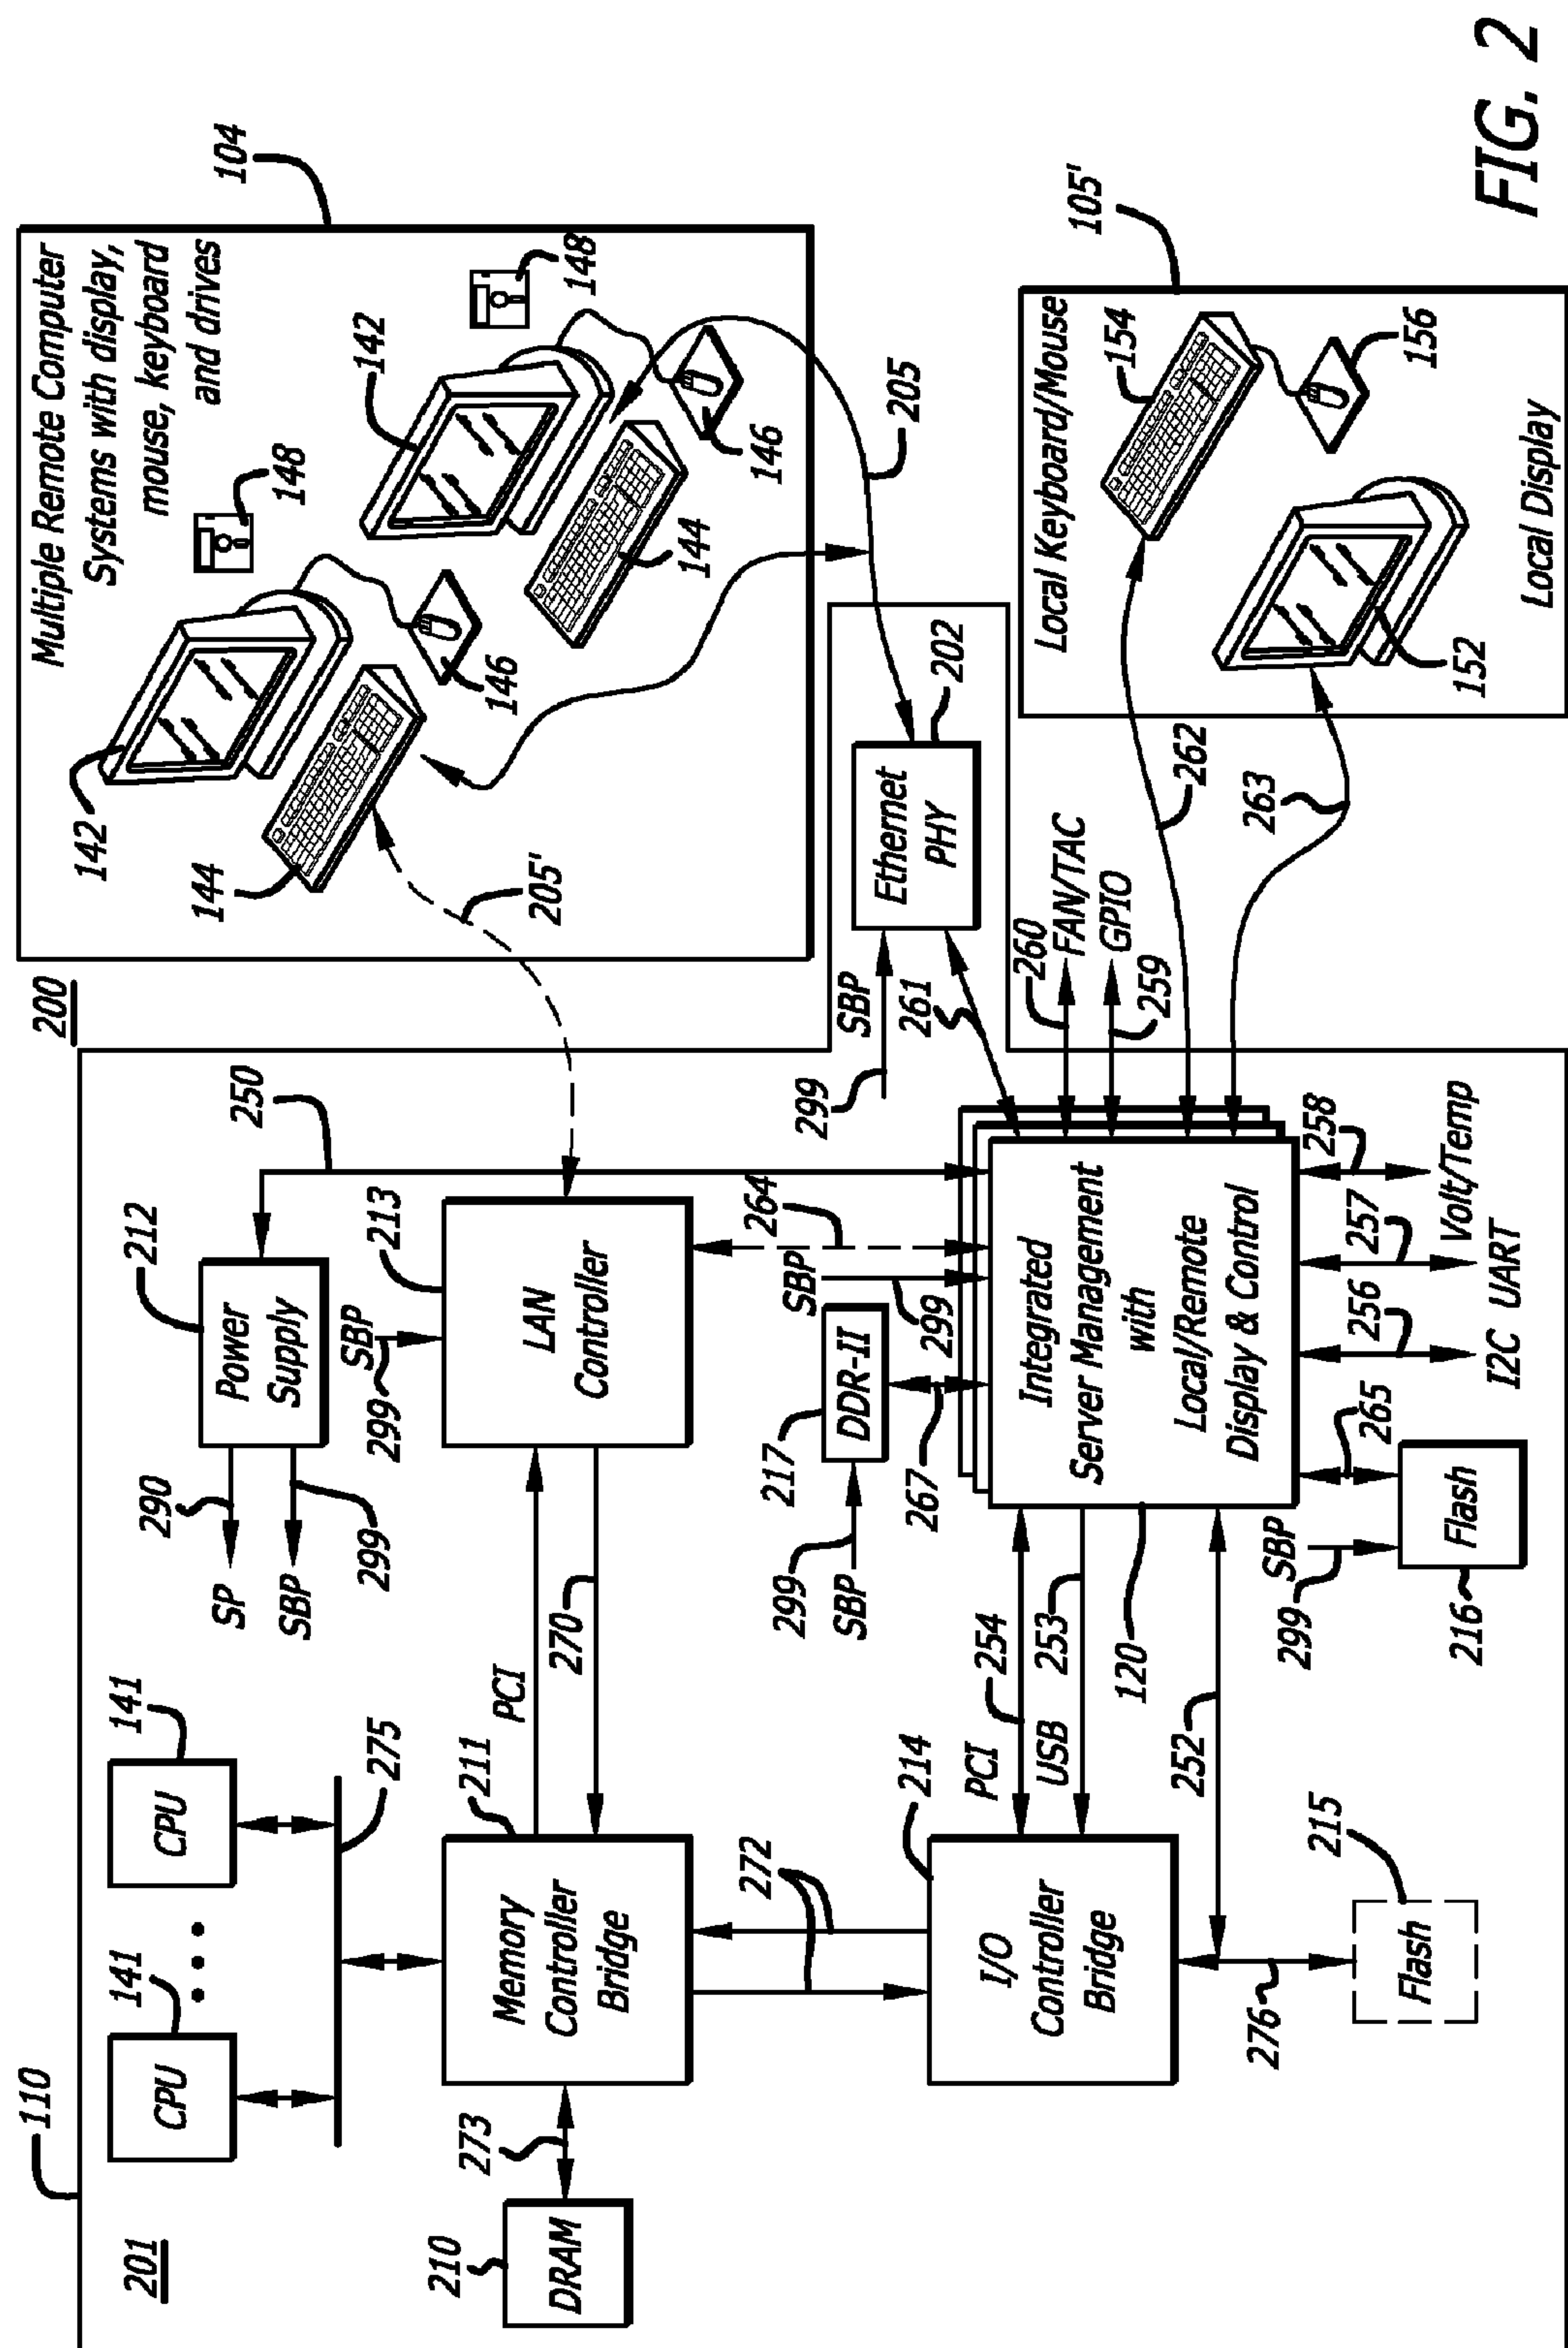 110
201
200
104
Multiple Remote Computer
Systems with display,
mouse, keyboard
and drives
142
148
142
148
144
146
144
146
205'
205
CPU
141
CPU
141
275
290
SP
SBP
299
Power
Supply
212
250
210
DRAM
273
Memory
Controller
Bridge
211
PCI
270
SBP
299
LAN
Controller
213
272
299
SBP
217
DDR-II
267
SBP
299
264
299
SBP
261
Ethernet
PHY
202
I/O
Controller
Bridge
214
PCI
254
USB
253
120
252
Integrated
Server Management
with
Local/Remote
Display & Control
260
FAN/TAC
GPIO
259
262
263
Local Keyboard/Mouse
154
156
152
Local Display
105'
276
Flash
215
SBP
299
216
Flash
265
256
257
258
I2C
UART
Volt/Temp
FIG. 2